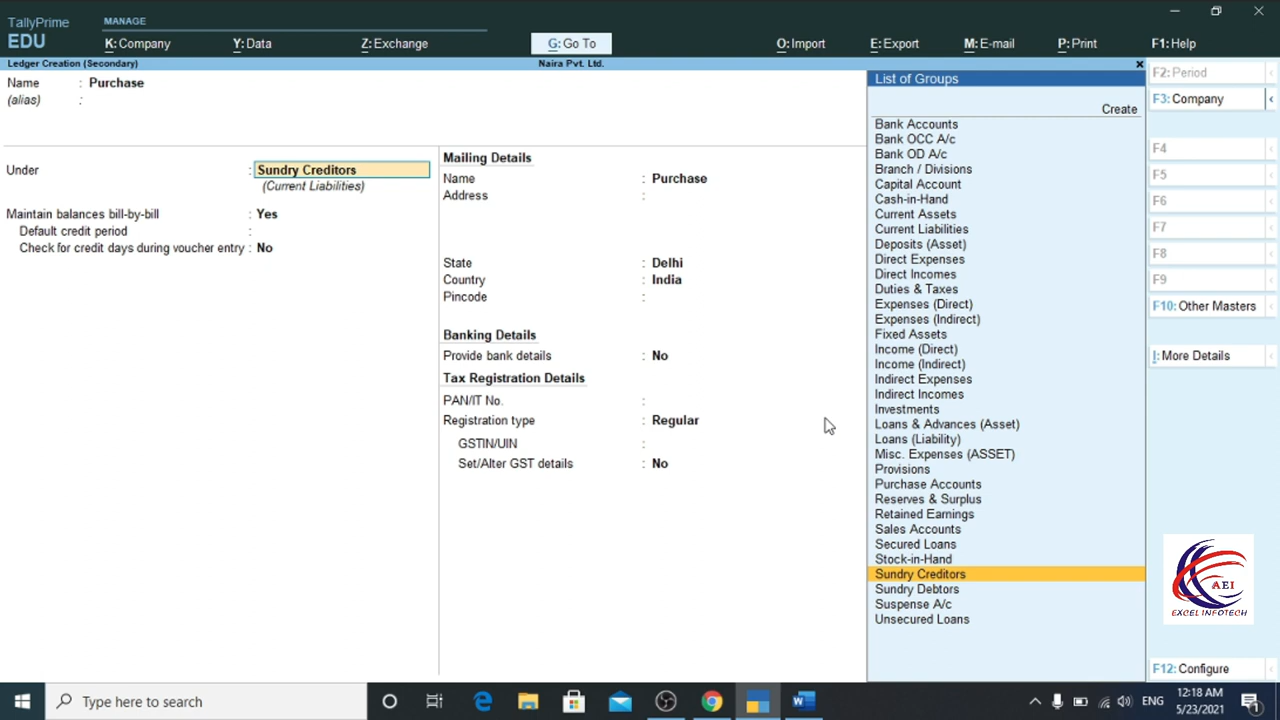 TallyPrime
EDU
MANAGE
K: Company
Y: Data
Z: Exchange
G: Go To
O: Import
E: Export
M: E-mail
P: Print
F1: Help
Ledger Creation (Secondary)
Naira Pvt. Ltd.
Name : Purchase
(alias) :
Under : Sundry Creditors
(Current Liabilities)
Maintain balances bill-by-bill : Yes
Default credit period :
Check for credit days during voucher entry : No
Mailing Details
Name : Purchase
Address :
State : Delhi
Country : India
Pincode :
Banking Details
Provide bank details : No
Tax Registration Details
PAN/IT No. :
Registration type : Regular
GSTIN/UIN :
Set/Alter GST details : No
List of Groups
Create
Bank Accounts
Bank OCC A/c
Bank OD A/c
Branch / Divisions
Capital Account
Cash-in-Hand
Current Assets
Current Liabilities
Deposits (Asset)
Direct Expenses
Direct Incomes
Duties & Taxes
Expenses (Direct)
Expenses (Indirect)
Fixed Assets
Income (Direct)
Income (Indirect)
Indirect Expenses
Indirect Incomes
Investments
Loans & Advances (Asset)
Loans (Liability)
Misc. Expenses (ASSET)
Provisions
Purchase Accounts
Reserves & Surplus
Retained Earnings
Sales Accounts
Secured Loans
Stock-in-Hand
Sundry Creditors
Sundry Debtors
Suspense A/c
Unsecured Loans
F2: Period
F3: Company
F4
F5
F6
F7
F8
F9
F10: Other Masters
I: More Details
AEI
EXCEL INFOTECH
F12: Configure
Type here to search
ENG
12:18 AM
5/23/2021
1